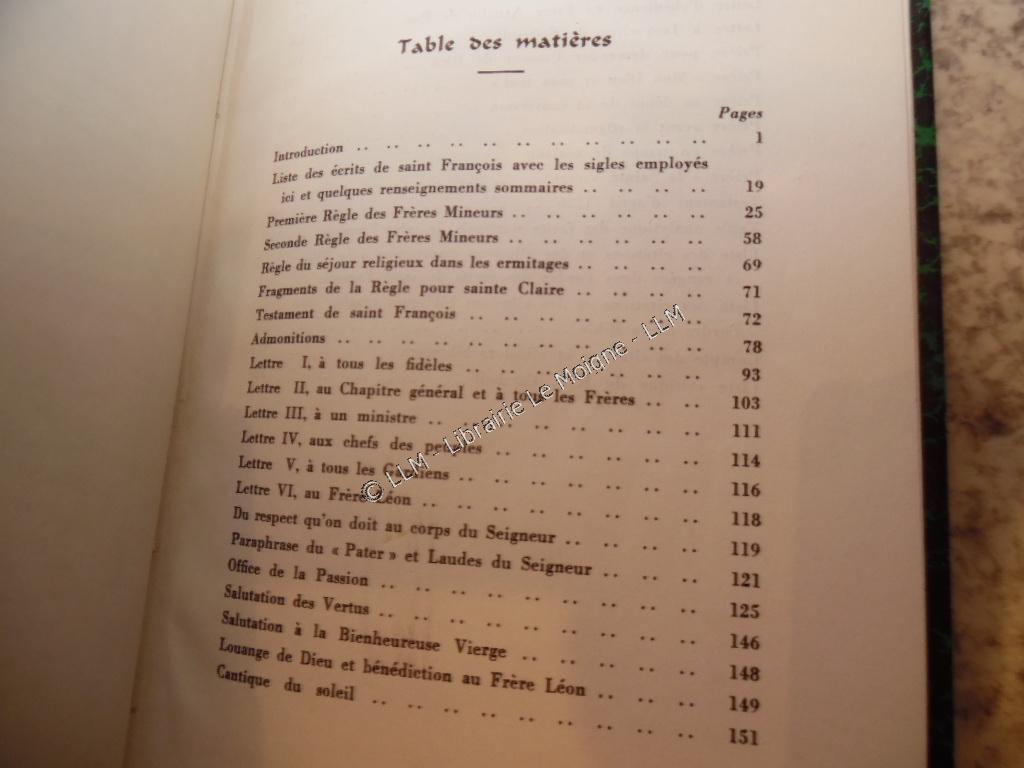 Table des matières
Pages
Introduction .. .. .. .. .. .. .. .. .. .. .. 1
Liste des écrits de saint François avec les sigles employés
ici et quelques renseignements sommaires .. .. .. .. 19
Première Règle des Frères Mineurs .. .. .. .. .. .. 25
Seconde Règle des Frères Mineurs .. .. .. .. .. .. 58
Règle du séjour religieux dans les ermitages .. .. .. .. 69
Fragments de la Règle pour sainte Claire .. .. .. .. 71
Testament de saint François .. .. .. .. .. .. .. 72
Admonitions .. .. .. .. .. .. .. .. .. .. .. 78
Lettre I, à tous les fidèles .. .. .. .. .. .. .. 93
Lettre II, au Chapitre général et à tous les Frères .. .. 103
Lettre III, à un ministre .. .. .. .. .. .. .. .. 111
Lettre IV, aux chefs des peuples .. .. .. .. .. .. 114
Lettre V, à tous les Custodiens .. .. .. .. .. .. .. 116
Lettre VI, au Frère Léon .. .. .. .. .. .. .. .. 118
Du respect qu'on doit au corps du Seigneur .. .. .. .. 119
Paraphrase du « Pater » et Laudes du Seigneur .. .. .. 121
Office de la Passion .. .. .. .. .. .. .. .. .. 125
Salutation des Vertus .. .. .. .. .. .. .. .. .. 146
Salutation à la Bienheureuse Vierge .. .. .. .. .. 148
Louange de Dieu et bénédiction au Frère Léon .. .. .. 149
Cantique du soleil .. .. .. .. .. .. .. .. .. 151
© LLM - Librairie Le Moigne - LLM